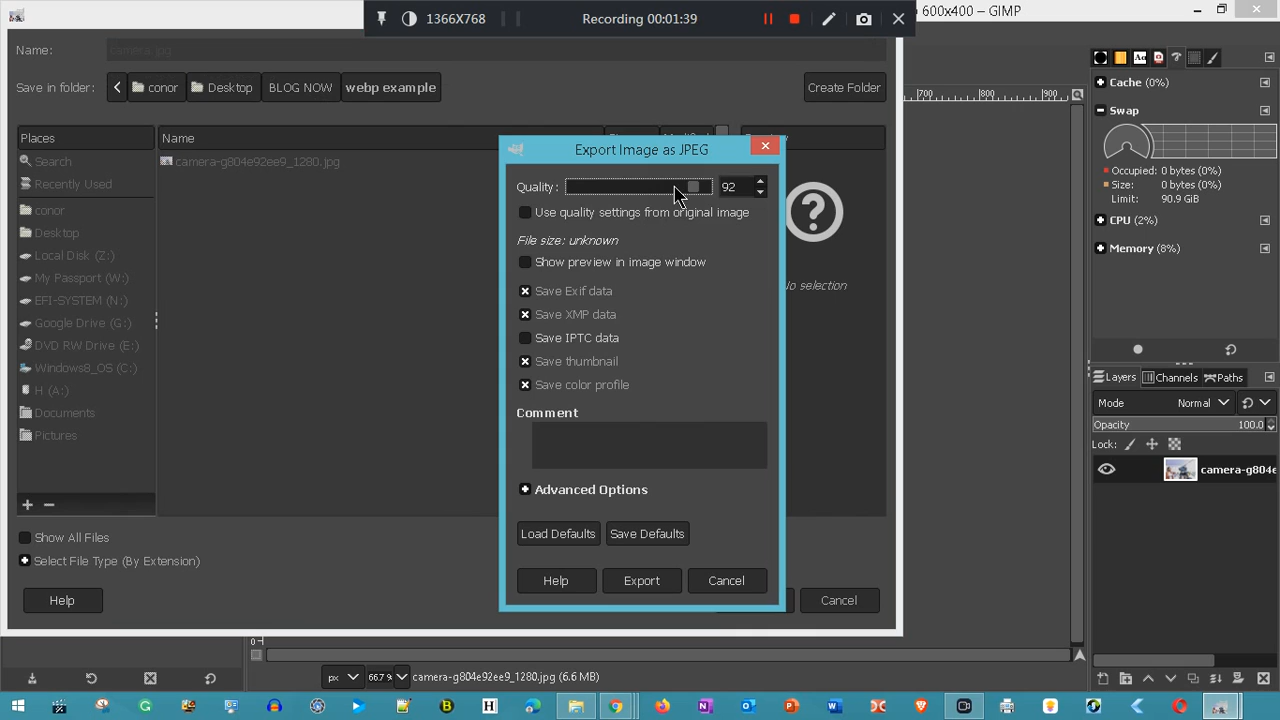 1366X768
Recording 00:01:39
600x400 – GIMP
Name:
camera.jpg
Save in folder:
conor
Desktop
BLOG NOW
webp example
Create Folder
Places
Name
Search
camera-g804e92ee9_1280.jpg
Recently Used
conor
Desktop
Local Disk (Z:)
My Passport (W:)
EFI-SYSTEM (N:)
Google Drive (G:)
DVD RW Drive (E:)
Windows8_OS (C:)
H (A:)
Documents
Pictures
Show All Files
Select File Type (By Extension)
Help
Cancel
No selection
Export Image as JPEG
Quality:
92
Use quality settings from original image
File size: unknown
Show preview in image window
Save Exif data
Save XMP data
Save IPTC data
Save thumbnail
Save color profile
Comment
Advanced Options
Load Defaults
Save Defaults
Help
Export
Cancel
700
800
900
Cache (0%)
Swap
Occupied: 0 bytes (0%)
Size: 0 bytes (0%)
Limit: 90.9 GiB
CPU (2%)
Memory (8%)
Layers
Channels
Paths
Mode
Normal
Opacity
100.0
Lock:
camera-g804e
0
px
66.7 %
camera-g804e92ee9_1280.jpg (6.6 MB)